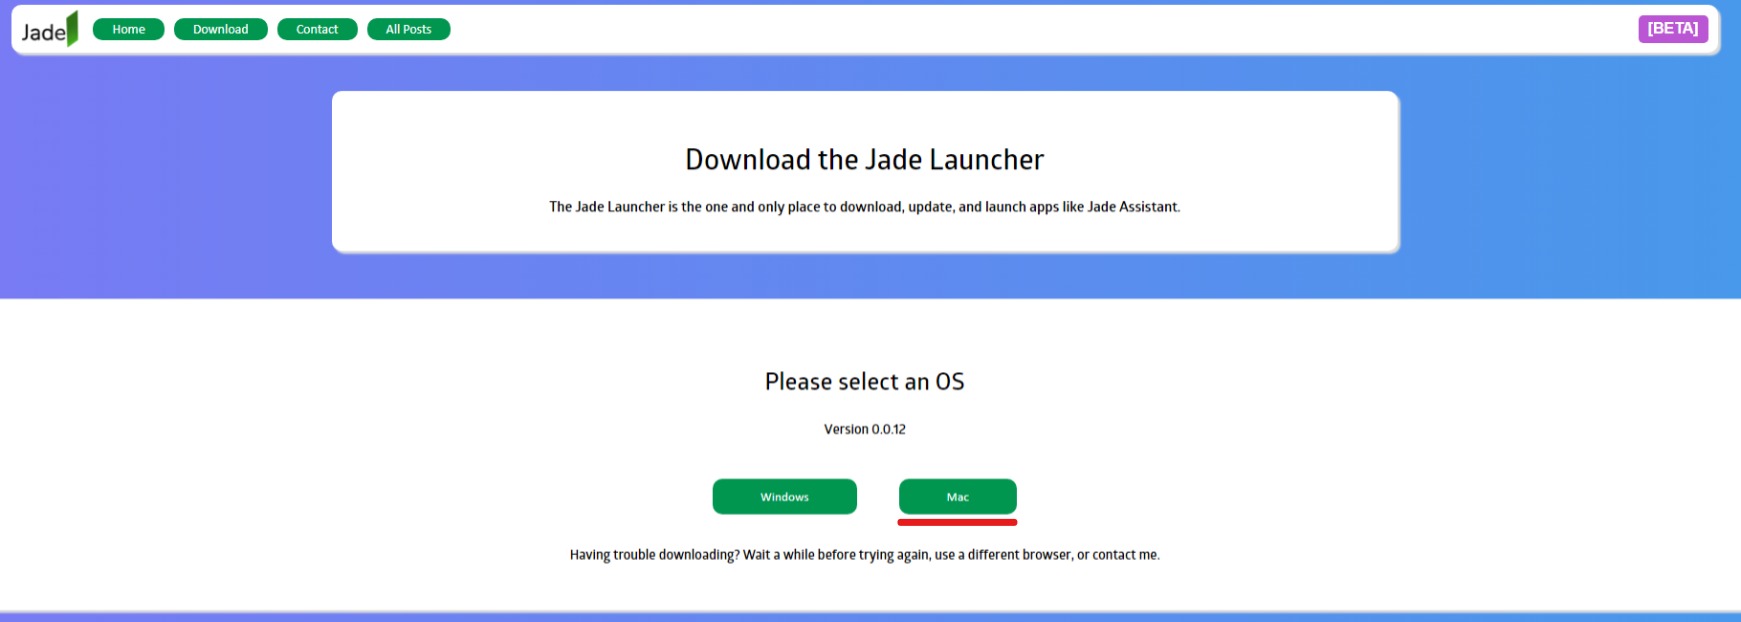 Jade Home Download Contact All Posts [BETA]
Download the Jade Launcher
The Jade Launcher is the one and only place to download, update, and launch apps like Jade Assistant.
Please select an OS
Version 0.0.12
Windows Mac
Having trouble downloading? Wait a while before trying again, use a different browser, or contact me.